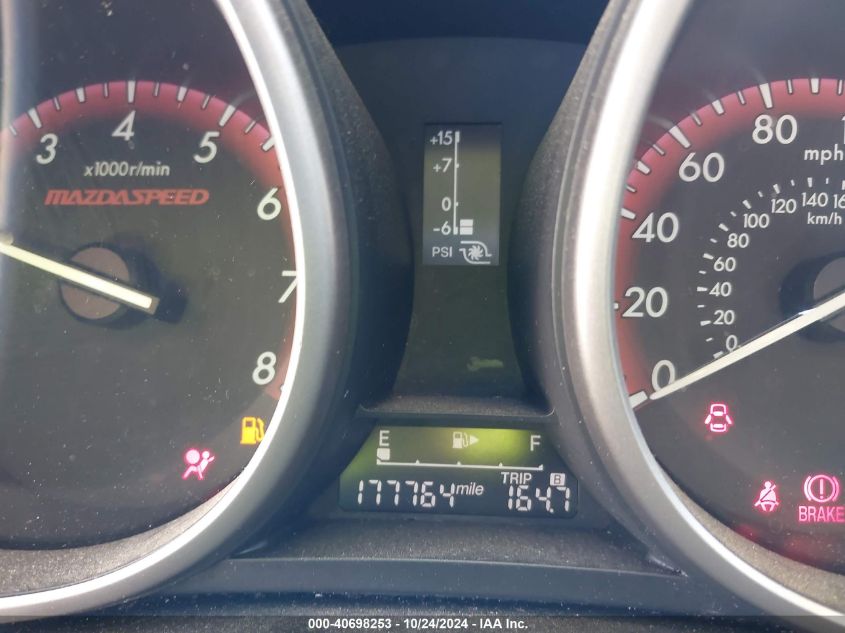 3 4 5 6 7 8
x1000r/min
MAZDASPEED
+15
+7
0
-6
PSI
0 20 40 60 80
mph
0 20 40 60 80 100 120 140
km/h
E F
177764 mile TRIP B 164.7
BRAKE
000-40698253 - 10/24/2024 - IAA Inc.